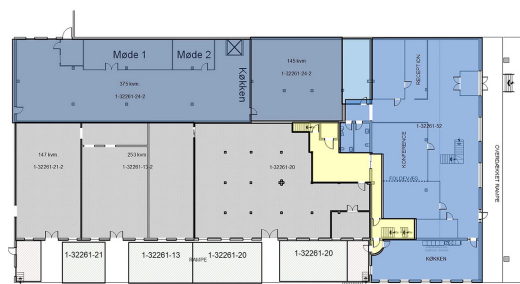 Møde 1
Møde 2
Køkken
375 kvm
1-32261-24-2
145 kvm
1-32261-24-2
RECEPTION
KONFERENCE
1-32261-52
FOLDEVÆG
KØKKEN
OVERDÆKKET RAMPE
147 kvm
1-32261-21-2
253 kvm
1-32261-13-2
1-32261-20
1-32261-21
1-32261-13
RAMPE
1-32261-20
1-32261-20